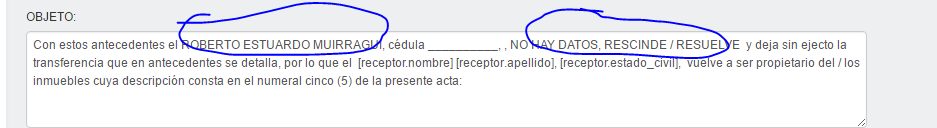 OBJETO:
Con estos antecedentes el ROBERTO ESTUARDO MUIRRAGUI, cédula ___________, , NO HAY DATOS, RESCINDE / RESUELVE y deja sin ejecto la
transferencia que en antecedentes se detalla, por lo que el [receptor.nombre] [receptor.apellido], [receptor.estado_civil], vuelve a ser propietario del / los
inmuebles cuya descripción consta en el numeral cinco (5) de la presente acta: